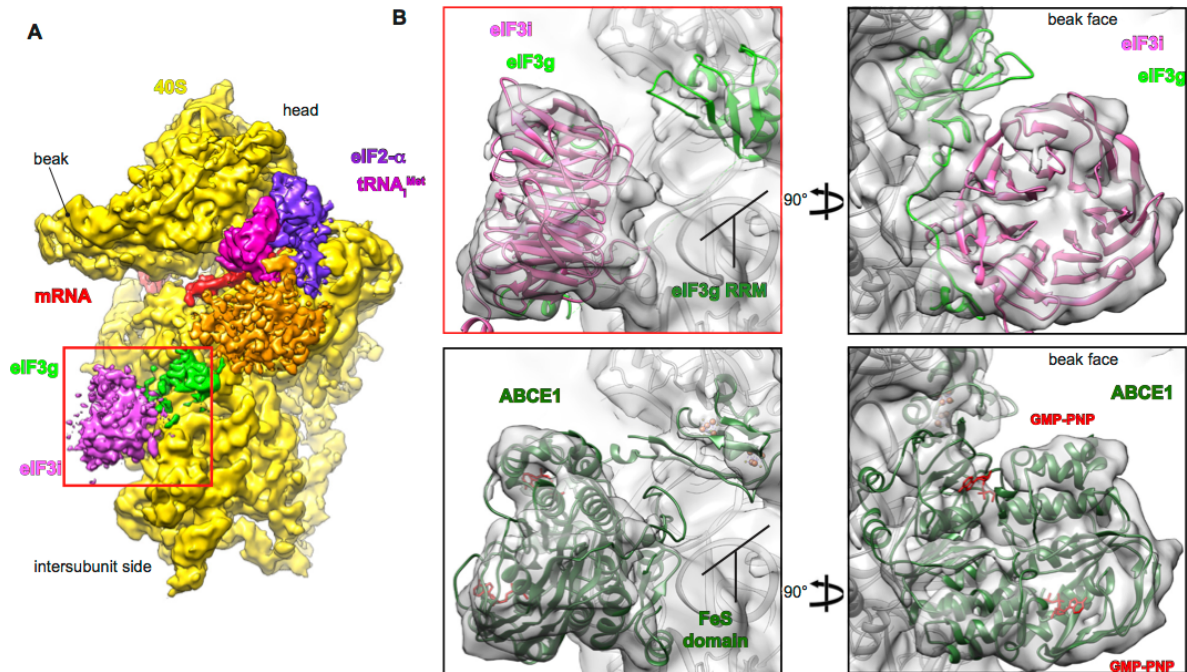 A
40S
head
beak
eIF2-α
tRNAiMet
mRNA
eIF3g
eIF3i
intersubunit side
B
eIF3i
eIF3g
eIF3g RRM
90°
beak face
eIF3i
eIF3g
ABCE1
FeS
domain
90°
beak face
ABCE1
GMP-PNP
GMP-PNP